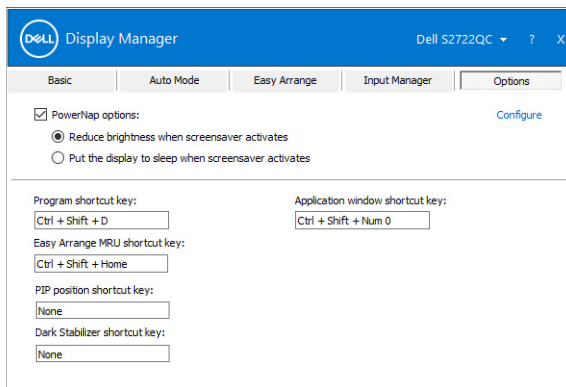 DELL Display Manager Dell S2722QC ? X
Basic Auto Mode Easy Arrange Input Manager Options
PowerNap options: Configure
Reduce brightness when screensaver activates
Put the display to sleep when screensaver activates
Program shortcut key: Application window shortcut key:
Ctrl + Shift + D Ctrl + Shift + Num 0
Easy Arrange MRU shortcut key:
Ctrl + Shift + Home
PIP position shortcut key:
None
Dark Stabilizer shortcut key:
None